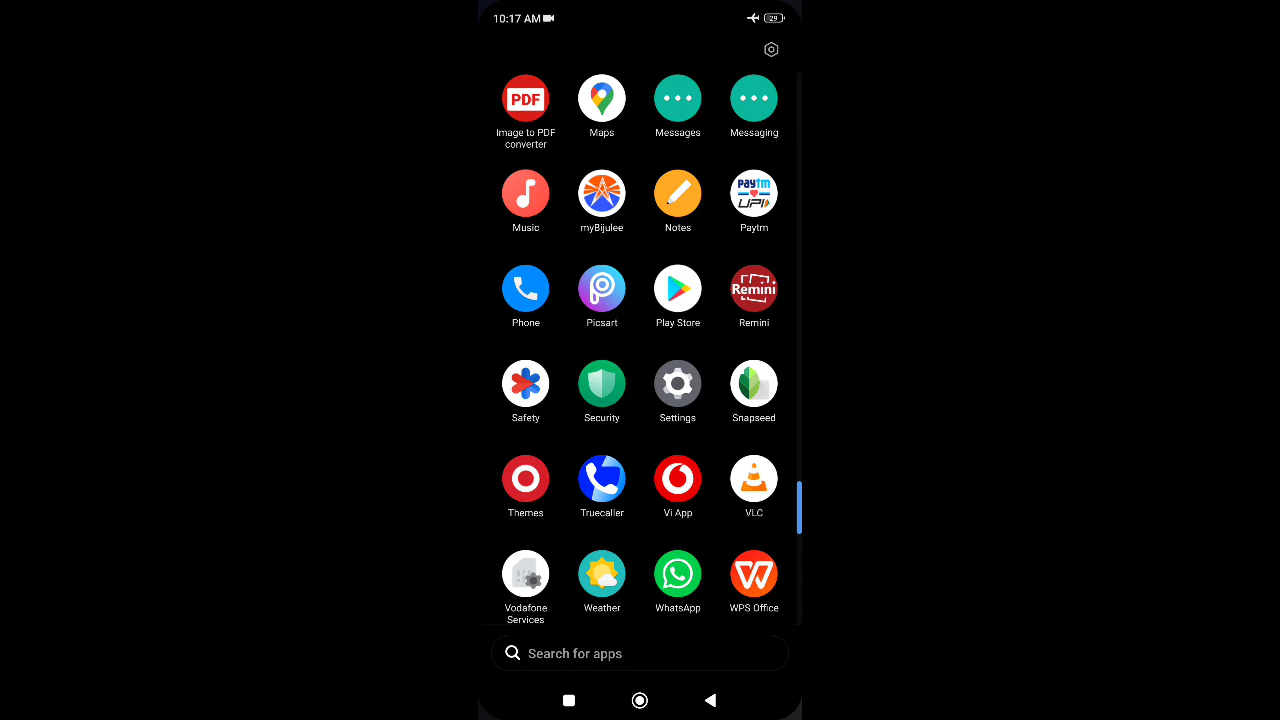 10:17 AM
29
PDF
Image to PDF
converter
Maps
Messages
Messaging
Music
myBijulee
Notes
Paytm
UPI
Paytm
Phone
Picsart
Play Store
Remini
Remini
Safety
Security
Settings
Snapseed
Themes
Truecaller
Vi App
VLC
Vodafone
Services
Weather
WhatsApp
WPS Office
Search for apps